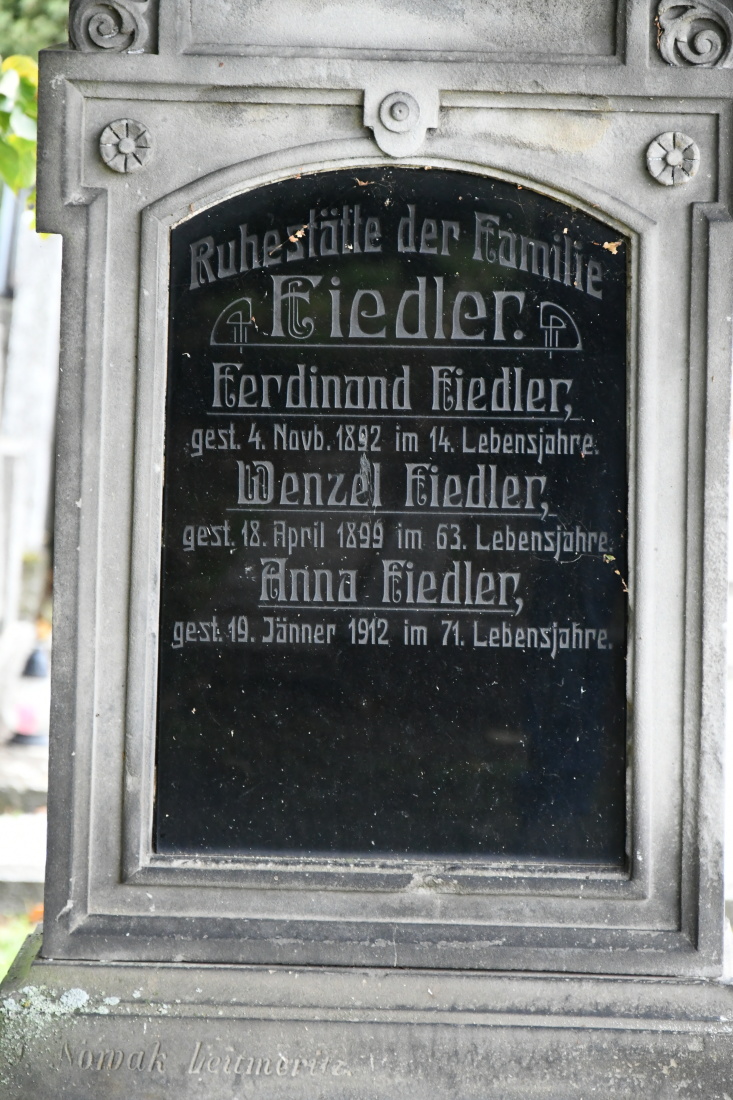 Ruhestätte der Familie
Fiedler.
Ferdinand Fiedler,
gest. 4. Novb. 1892 im 14. Lebensjahre.
Wenzel Fiedler,
gest. 18. April 1899 im 63. Lebensjahre.
Anna Fiedler,
gest. 19. Jänner 1912 im 71. Lebensjahre.
Nowak Leitmeritz.